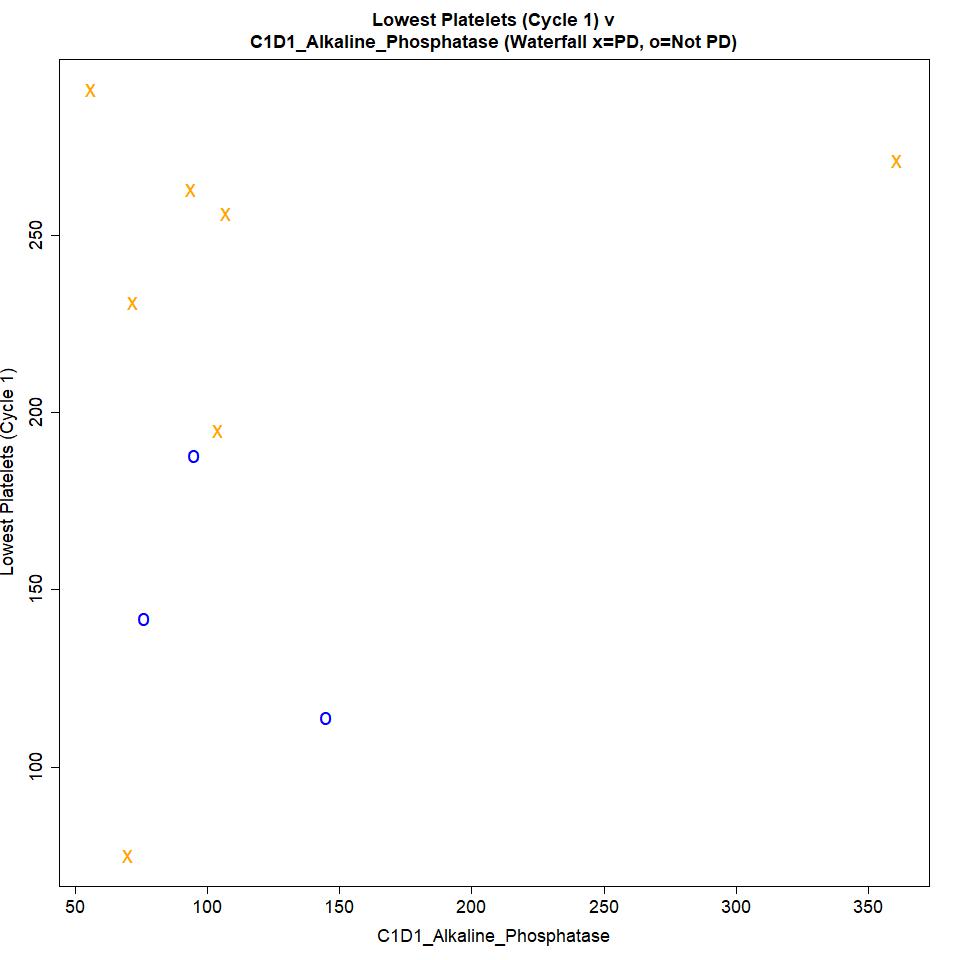 Lowest Platelets (Cycle 1) v
C1D1_Alkaline_Phosphatase (Waterfall x=PD, o=Not PD)
X
X
X
X
X
X
O
O
O
X
Lowest Platelets (Cycle 1)
250
200
150
100
50 100 150 200 250 300 350
C1D1_Alkaline_Phosphatase